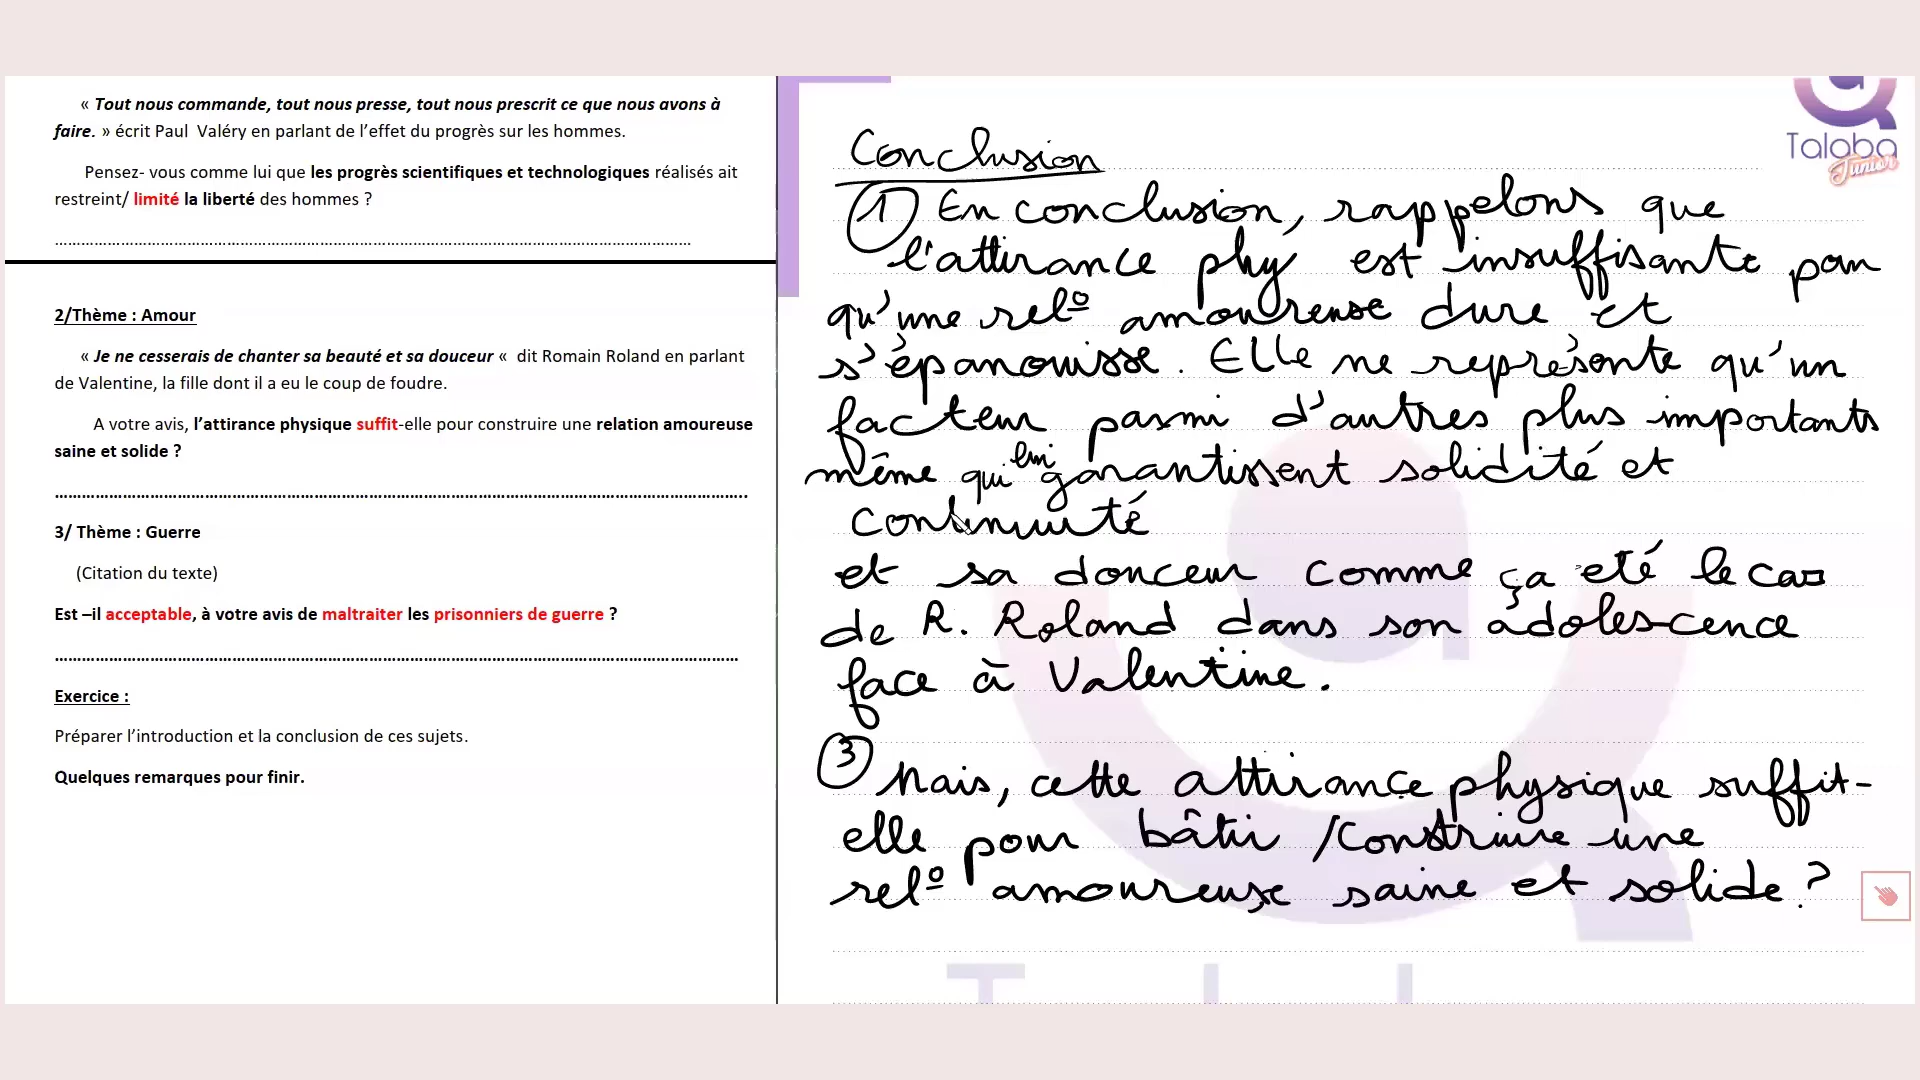 « Tout nous commande, tout nous presse, tout nous prescrit ce que nous avons à
faire. » écrit Paul Valéry en parlant de l’effet du progrès sur les hommes.
Pensez- vous comme lui que les progrès scientifiques et technologiques réalisés ait
restreint/ limité la liberté des hommes ?
2/Thème : Amour
« Je ne cesserais de chanter sa beauté et sa douceur « dit Romain Roland en parlant
de Valentine, la fille dont il a eu le coup de foudre.
A votre avis, l’attirance physique suffit-elle pour construire une relation amoureuse
saine et solide ?
3/ Thème : Guerre
(Citation du texte)
Est –il acceptable, à votre avis de maltraiter les prisonniers de guerre ?
Exercice :
Préparer l’introduction et la conclusion de ces sujets.
Quelques remarques pour finir.
Talaba
Junior
Conclusion
1 En conclusion, rappelons que
l'attirance phy est insuffisante pour
qu'une relº amoureuse dure et
s'épanouisse. Elle ne représente qu'un
facteur parmi d'autres plus importants
même qui lui garantissent solidité et
continuité
et sa douceur comme ça été le cas
de R. Roland dans son adolescence
face à Valentine.
3 Mais, cette attirance physique suffit-
elle pour bâtir /construire une
relº amoureuse saine et solide ?